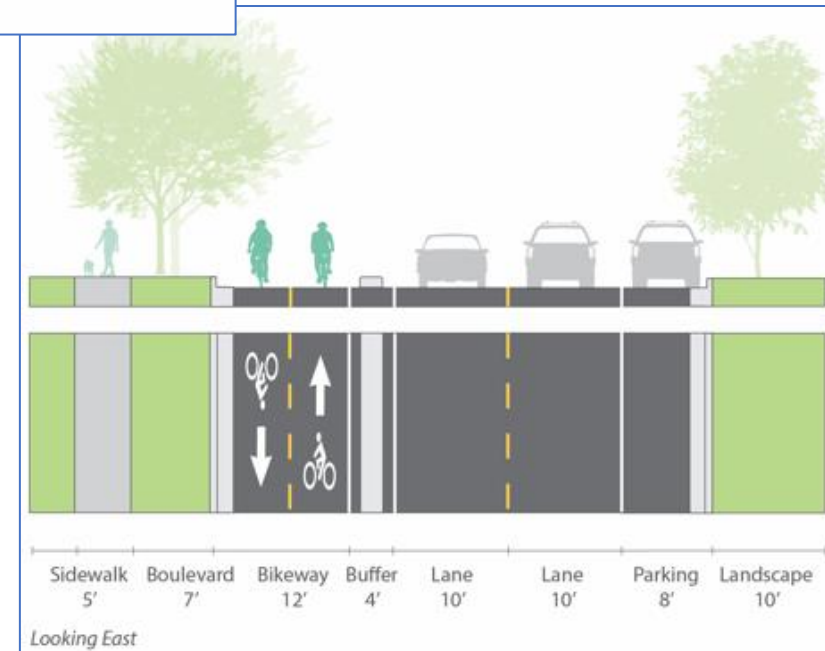 Sidewalk Boulevard Bikeway Buffer Lane Lane Parking Landscape
5' 7' 12' 4' 10' 10' 8' 10'
Looking East